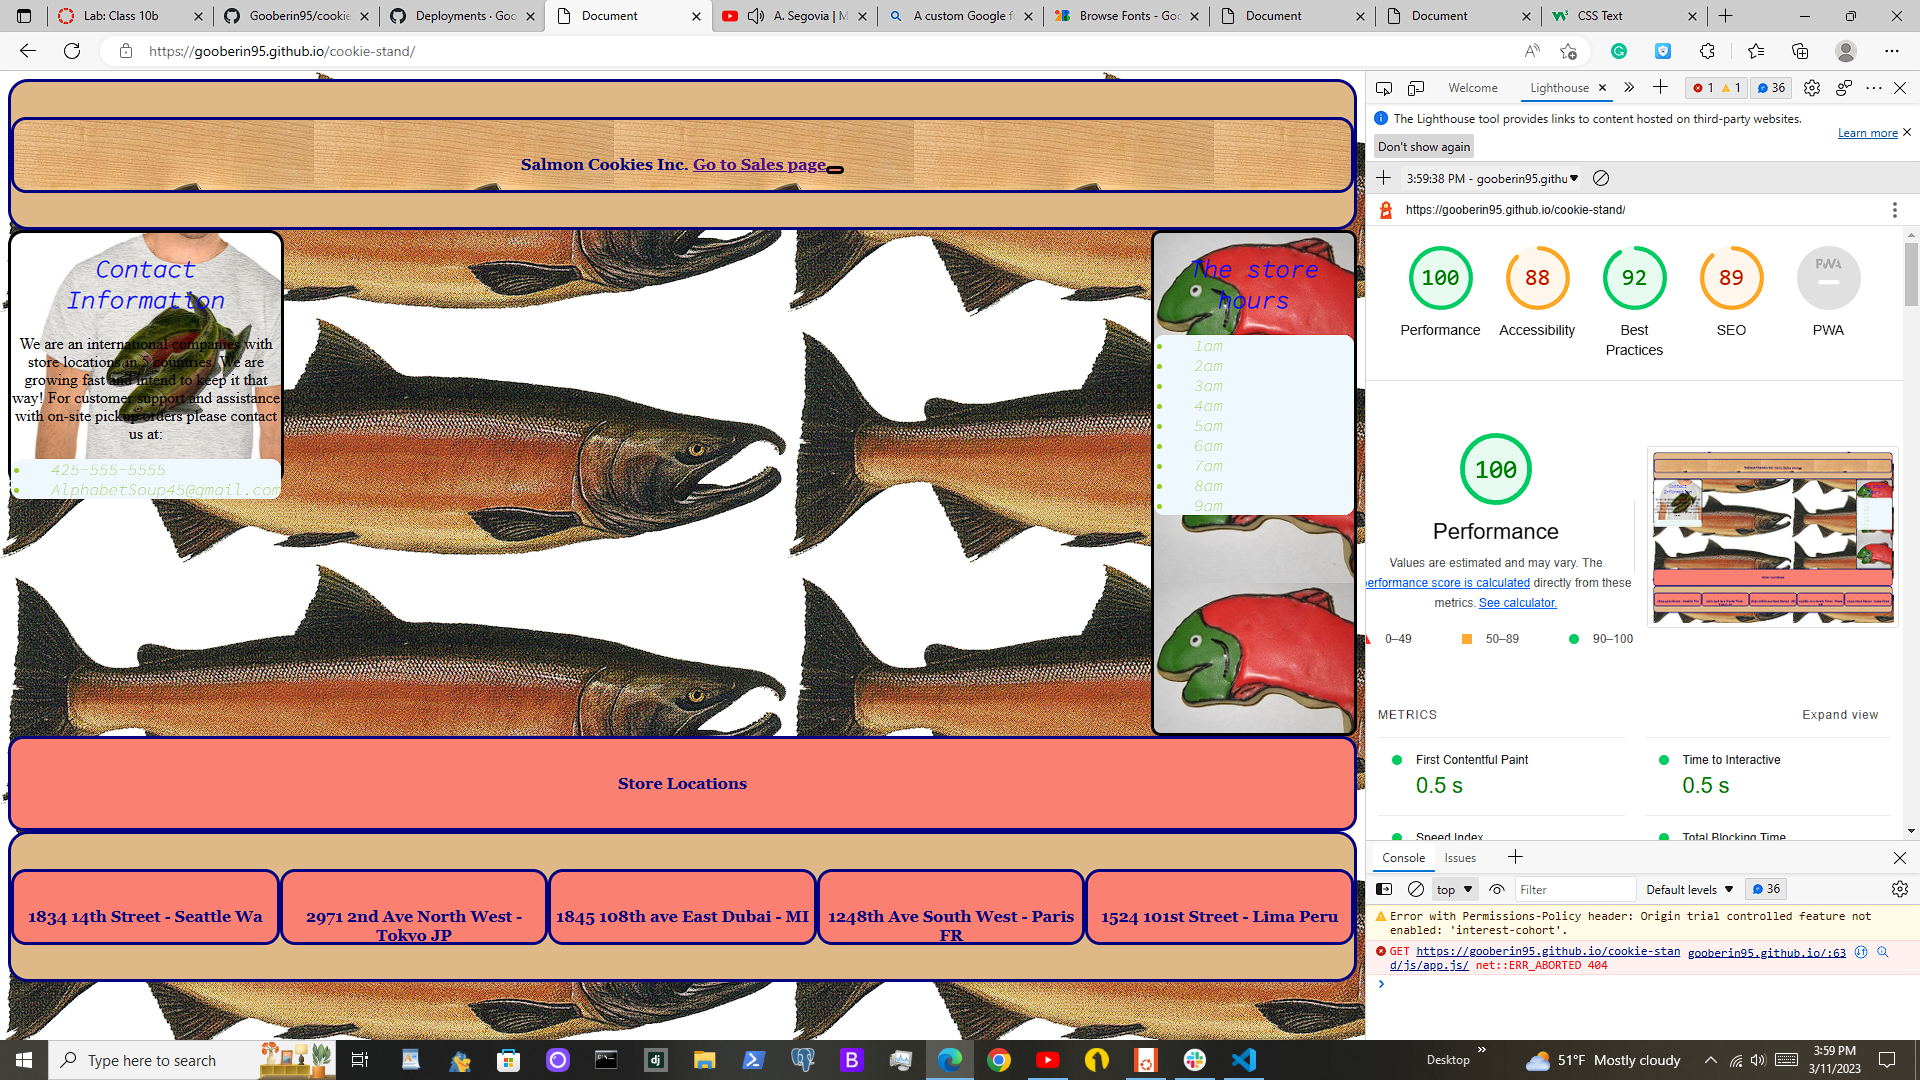 Lab: Class 10b
Gooberin95/cookie
Deployments · Goo
Document
A. Segovia | M
A custom Google f
Browse Fonts - Goo
Document
Document
CSS Text
https://gooberin95.github.io/cookie-stand/
Salmon Cookies Inc. Go to Sales page
Contact
Information
We are an international companies with
store locations in 5 countries. We are
growing fast and intend to keep it that
way! For customer support and assistance
with on-site pickup orders please contact
us at:
425-555-5555
AlphabetSoup45@gmail.com
The store
hours
1am
2am
3am
4am
5am
6am
7am
8am
9am
Store Locations
1834 14th Street - Seattle Wa
2971 2nd Ave North West -
Tokyo JP
1845 108th ave East Dubai - MI
1248th Ave South West - Paris
FR
1524 101st Street - Lima Peru
Welcome
Lighthouse
1
1
36
The Lighthouse tool provides links to content hosted on third-party websites.
Learn more
Don't show again
3:59:38 PM - gooberin95.githu
https://gooberin95.github.io/cookie-stand/
100
88
92
89
PWA
Performance
Accessibility
Best
Practices
SEO
PWA
100
Performance
Values are estimated and may vary. The
performance score is calculated directly from these
metrics. See calculator.
0–49
50–89
90–100
METRICS
Expand view
First Contentful Paint
0.5 s
Time to Interactive
0.5 s
Speed Index
Total Blocking Time
Console
Issues
top
Filter
Default levels
36
Error with Permissions-Policy header: Origin trial controlled feature not
enabled: 'interest-cohort'.
GET https://gooberin95.github.io/cookie-stan
d/js/app.js/ net::ERR_ABORTED 404
gooberin95.github.io/:63
Type here to search
Desktop
51°F Mostly cloudy
3:59 PM
3/11/2023